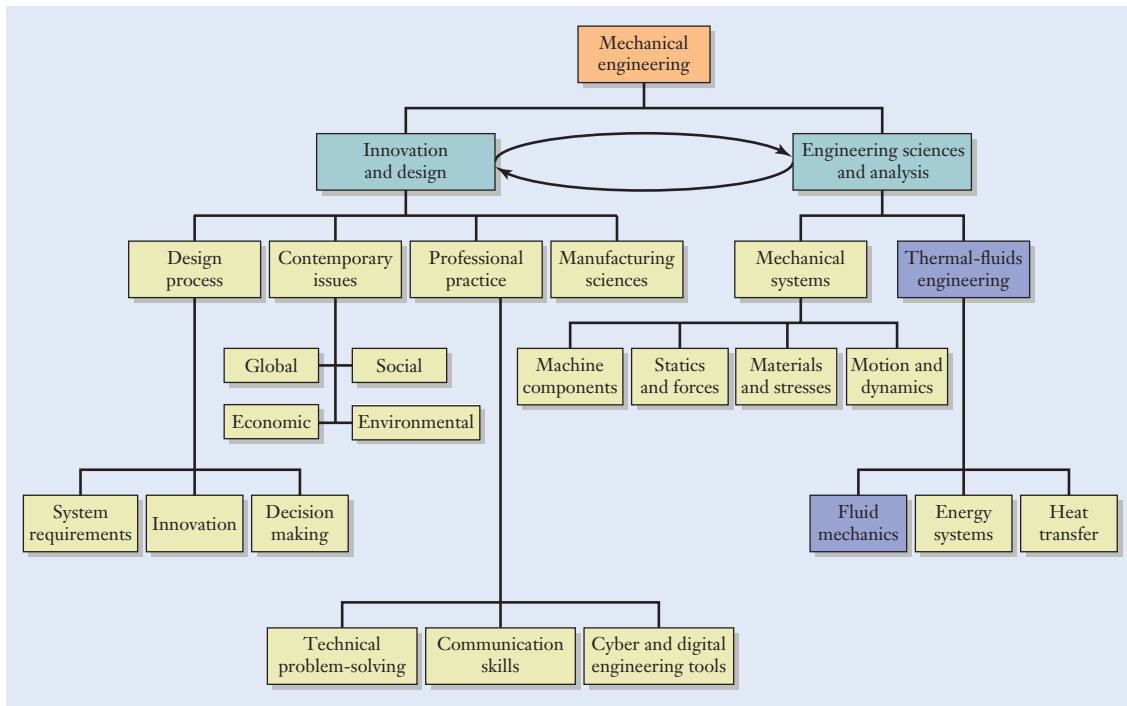 Mechanical
engineering
Innovation
and design
Engineering sciences
and analysis
Design
process
Contemporary
issues
Professional
practice
Manufacturing
sciences
Mechanical
systems
Thermal-fluids
engineering
Global
Social
Economic
Environmental
Machine
components
Statics
and forces
Materials
and stresses
Motion and
dynamics
System
requirements
Innovation
Decision
making
Fluid
mechanics
Energy
systems
Heat
transfer
Technical
problem-solving
Communication
skills
Cyber and digital
engineering tools